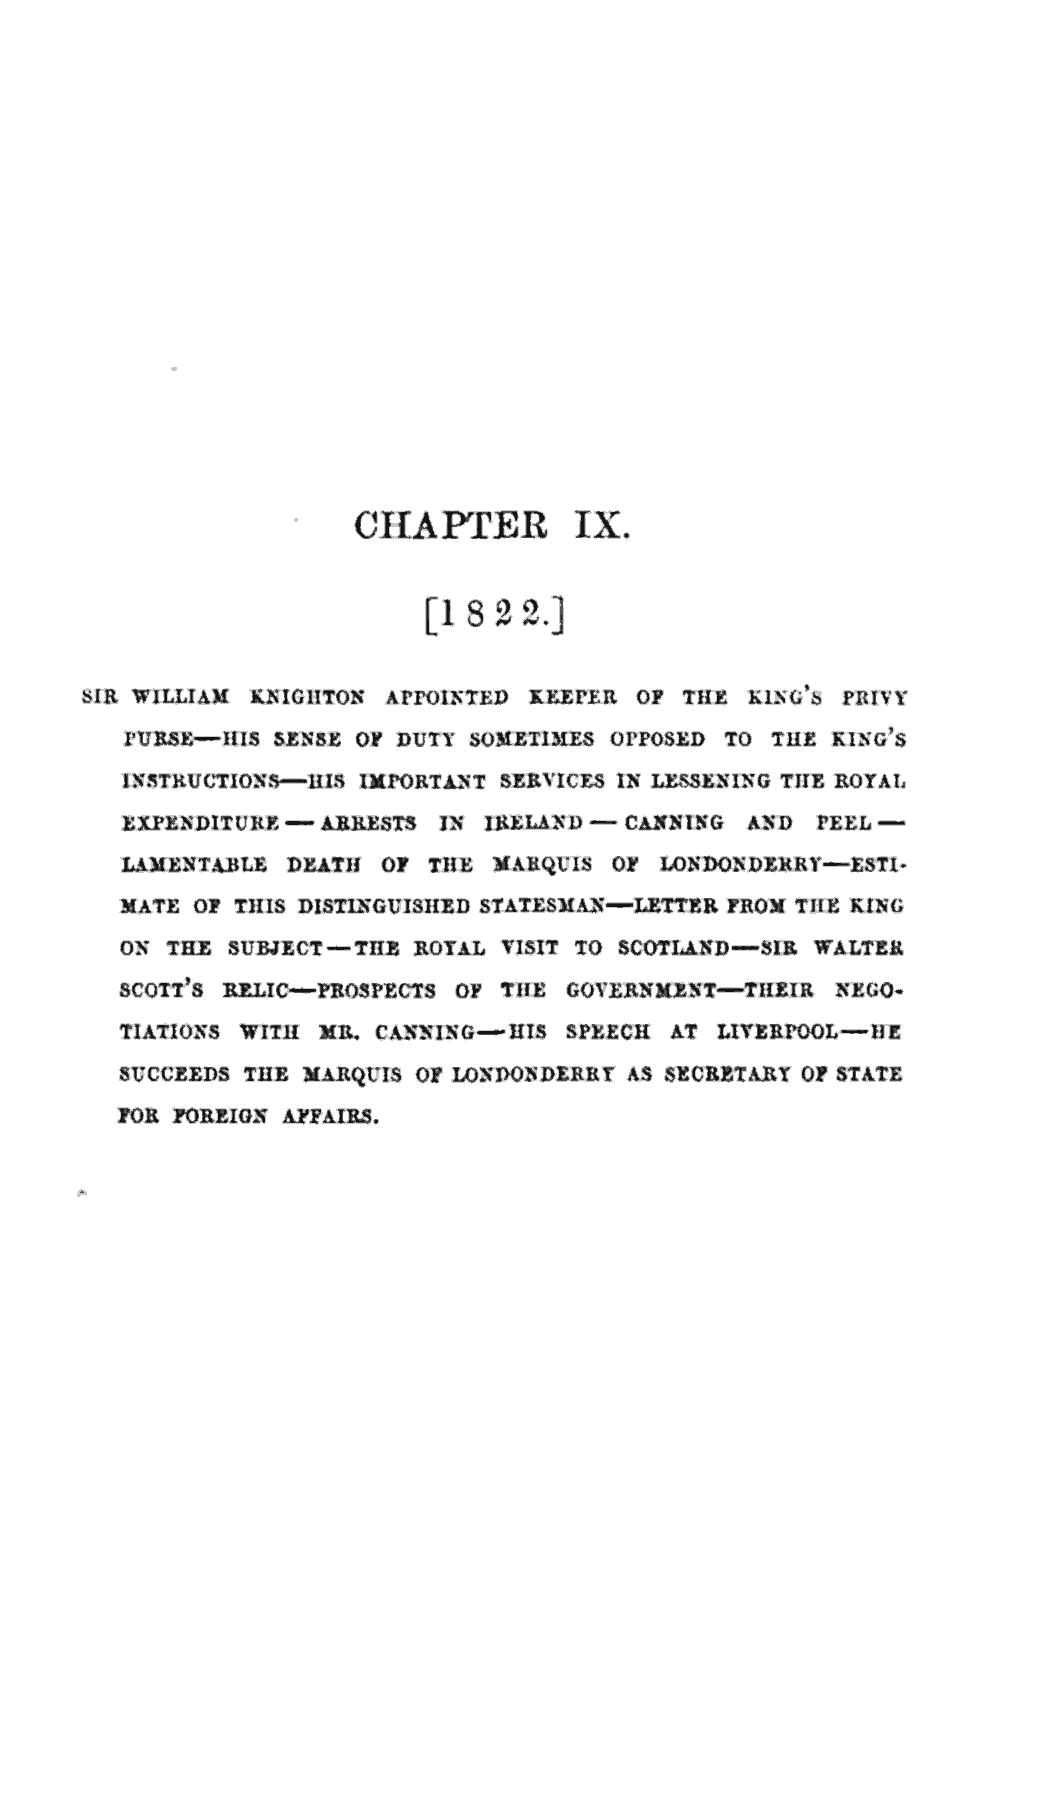 CHAPTER IX.
[1822.]
SIR WILLIAM KNIGHTON APPOINTED KEEPER OF THE KING'S PRIVY
PURSE—HIS SENSE OF DUTY SOMETIMES OPPOSED TO THE KING'S
INSTRUCTIONS—HIS IMPORTANT SERVICES IN LESSENING THE ROYAL
EXPENDITURE — ARRESTS IN IRELAND — CANNING AND PEEL —
LAMENTABLE DEATH OF THE MARQUIS OF LONDONDERRY—ESTI-
MATE OF THIS DISTINGUISHED STATESMAN—LETTER FROM THE KING
ON THE SUBJECT—THE ROYAL VISIT TO SCOTLAND—SIR WALTER
SCOTT'S RELIC—PROSPECTS OF THE GOVERNMENT—THEIR NEGO-
TIATIONS WITH MR. CANNING—HIS SPEECH AT LIVERPOOL—HE
SUCCEEDS THE MARQUIS OF LONDONDERRY AS SECRETARY OF STATE
FOR FOREIGN AFFAIRS.